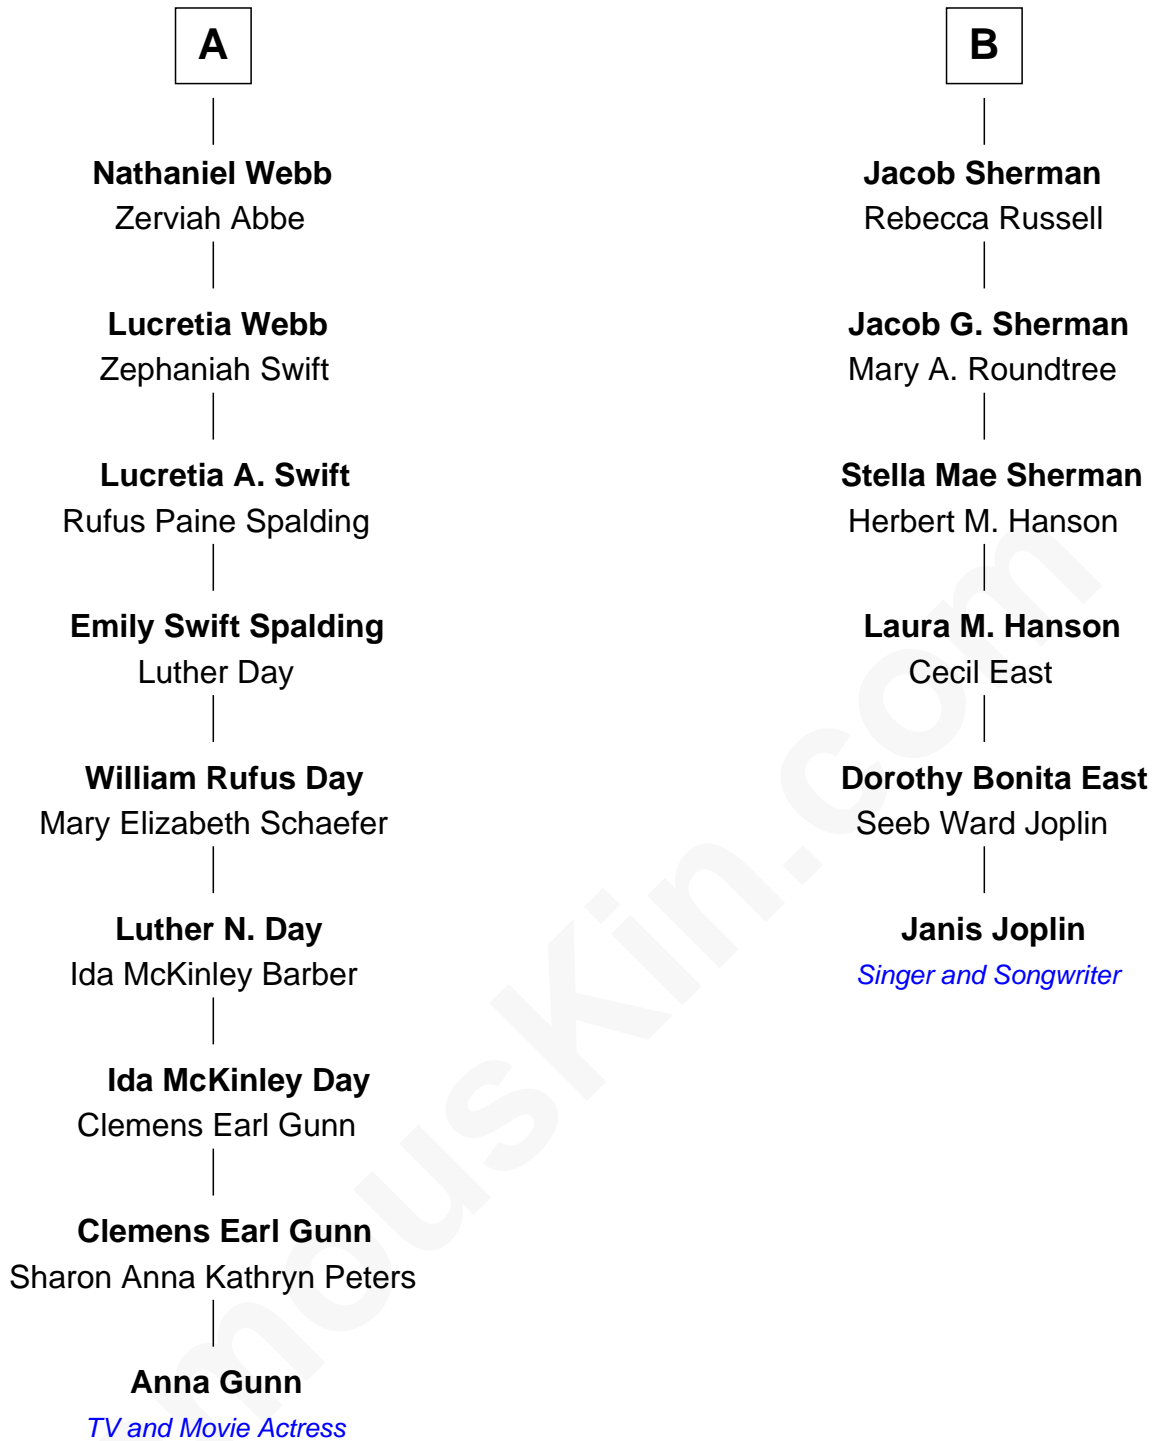 A
Nathaniel Webb
Zerviah Abbe
Lucretia Webb
Zephaniah Swift
Lucretia A. Swift
Rufus Paine Spalding
Emily Swift Spalding
Luther Day
William Rufus Day
Mary Elizabeth Schaefer
Luther N. Day
Ida McKinley Barber
Ida McKinley Day
Clemens Earl Gunn
Clemens Earl Gunn
Sharon Anna Kathryn Peters
Anna Gunn
TV and Movie Actress
B
Jacob Sherman
Rebecca Russell
Jacob G. Sherman
Mary A. Roundtree
Stella Mae Sherman
Herbert M. Hanson
Laura M. Hanson
Cecil East
Dorothy Bonita East
Seeb Ward Joplin
Janis Joplin
Singer and Songwriter
mouskin.com